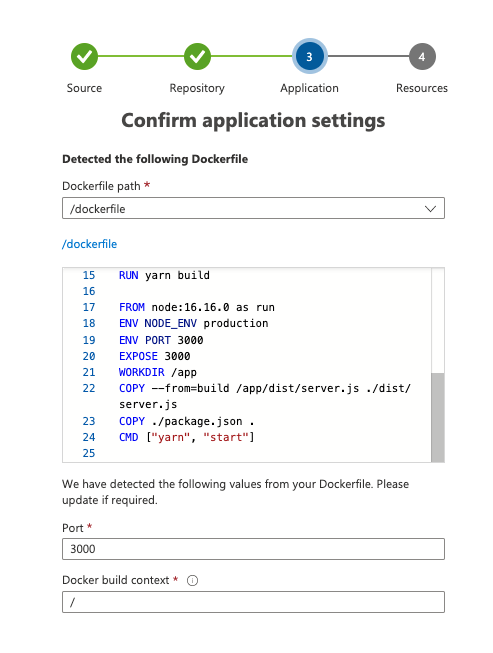 3
4
Source
Repository
Application
Resources
Confirm application settings
Detected the following Dockerfile
Dockerfile path *
/dockerfile
/dockerfile
15 RUN yarn build
16
17 FROM node:16.16.0 as run
18 ENV NODE_ENV production
19 ENV PORT 3000
20 EXPOSE 3000
21 WORKDIR /app
22 COPY --from=build /app/dist/server.js ./dist/
server.js
23 COPY ./package.json .
24 CMD ["yarn", "start"]
25
We have detected the following values from your Dockerfile. Please
update if required.
Port *
3000
Docker build context *
/